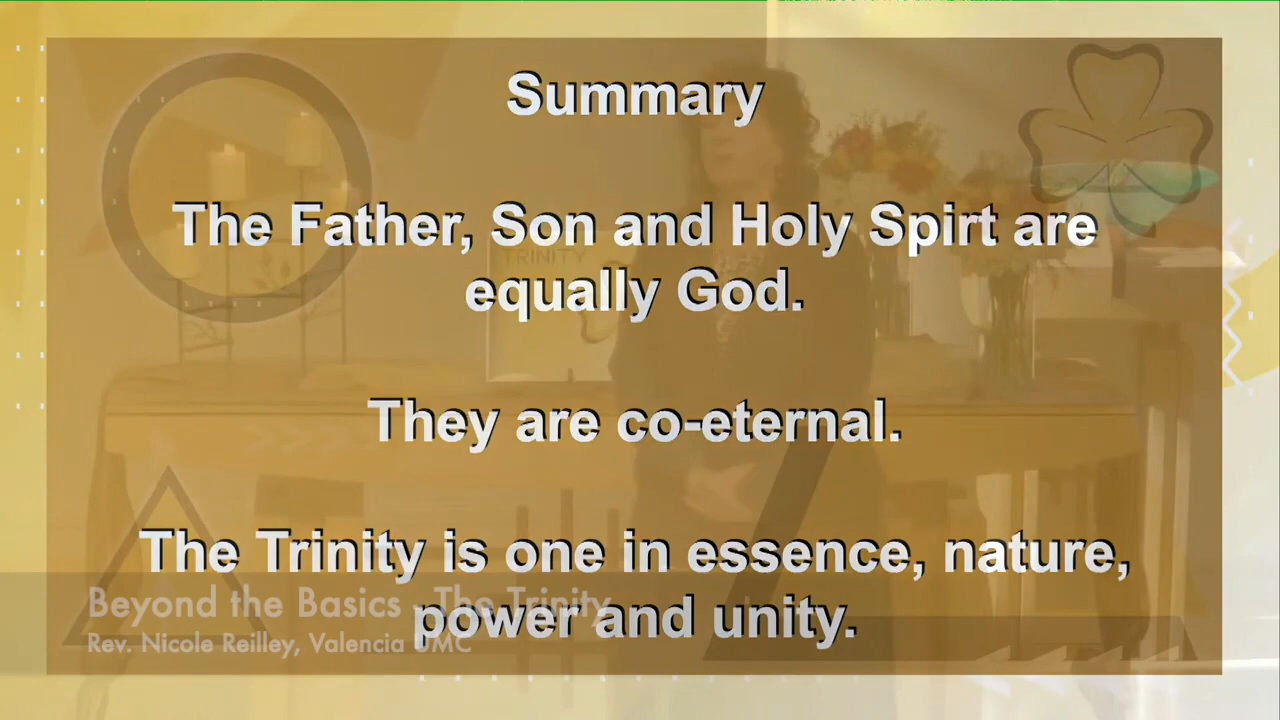 Summary
The Father, Son and Holy Spirt are
equally God.
TRINITY
They are co-eternal.
The Trinity is one in essence, nature,
power and unity.
Beyond the Basics - The Trinity
Rev. Nicole Reilley, Valencia UMC